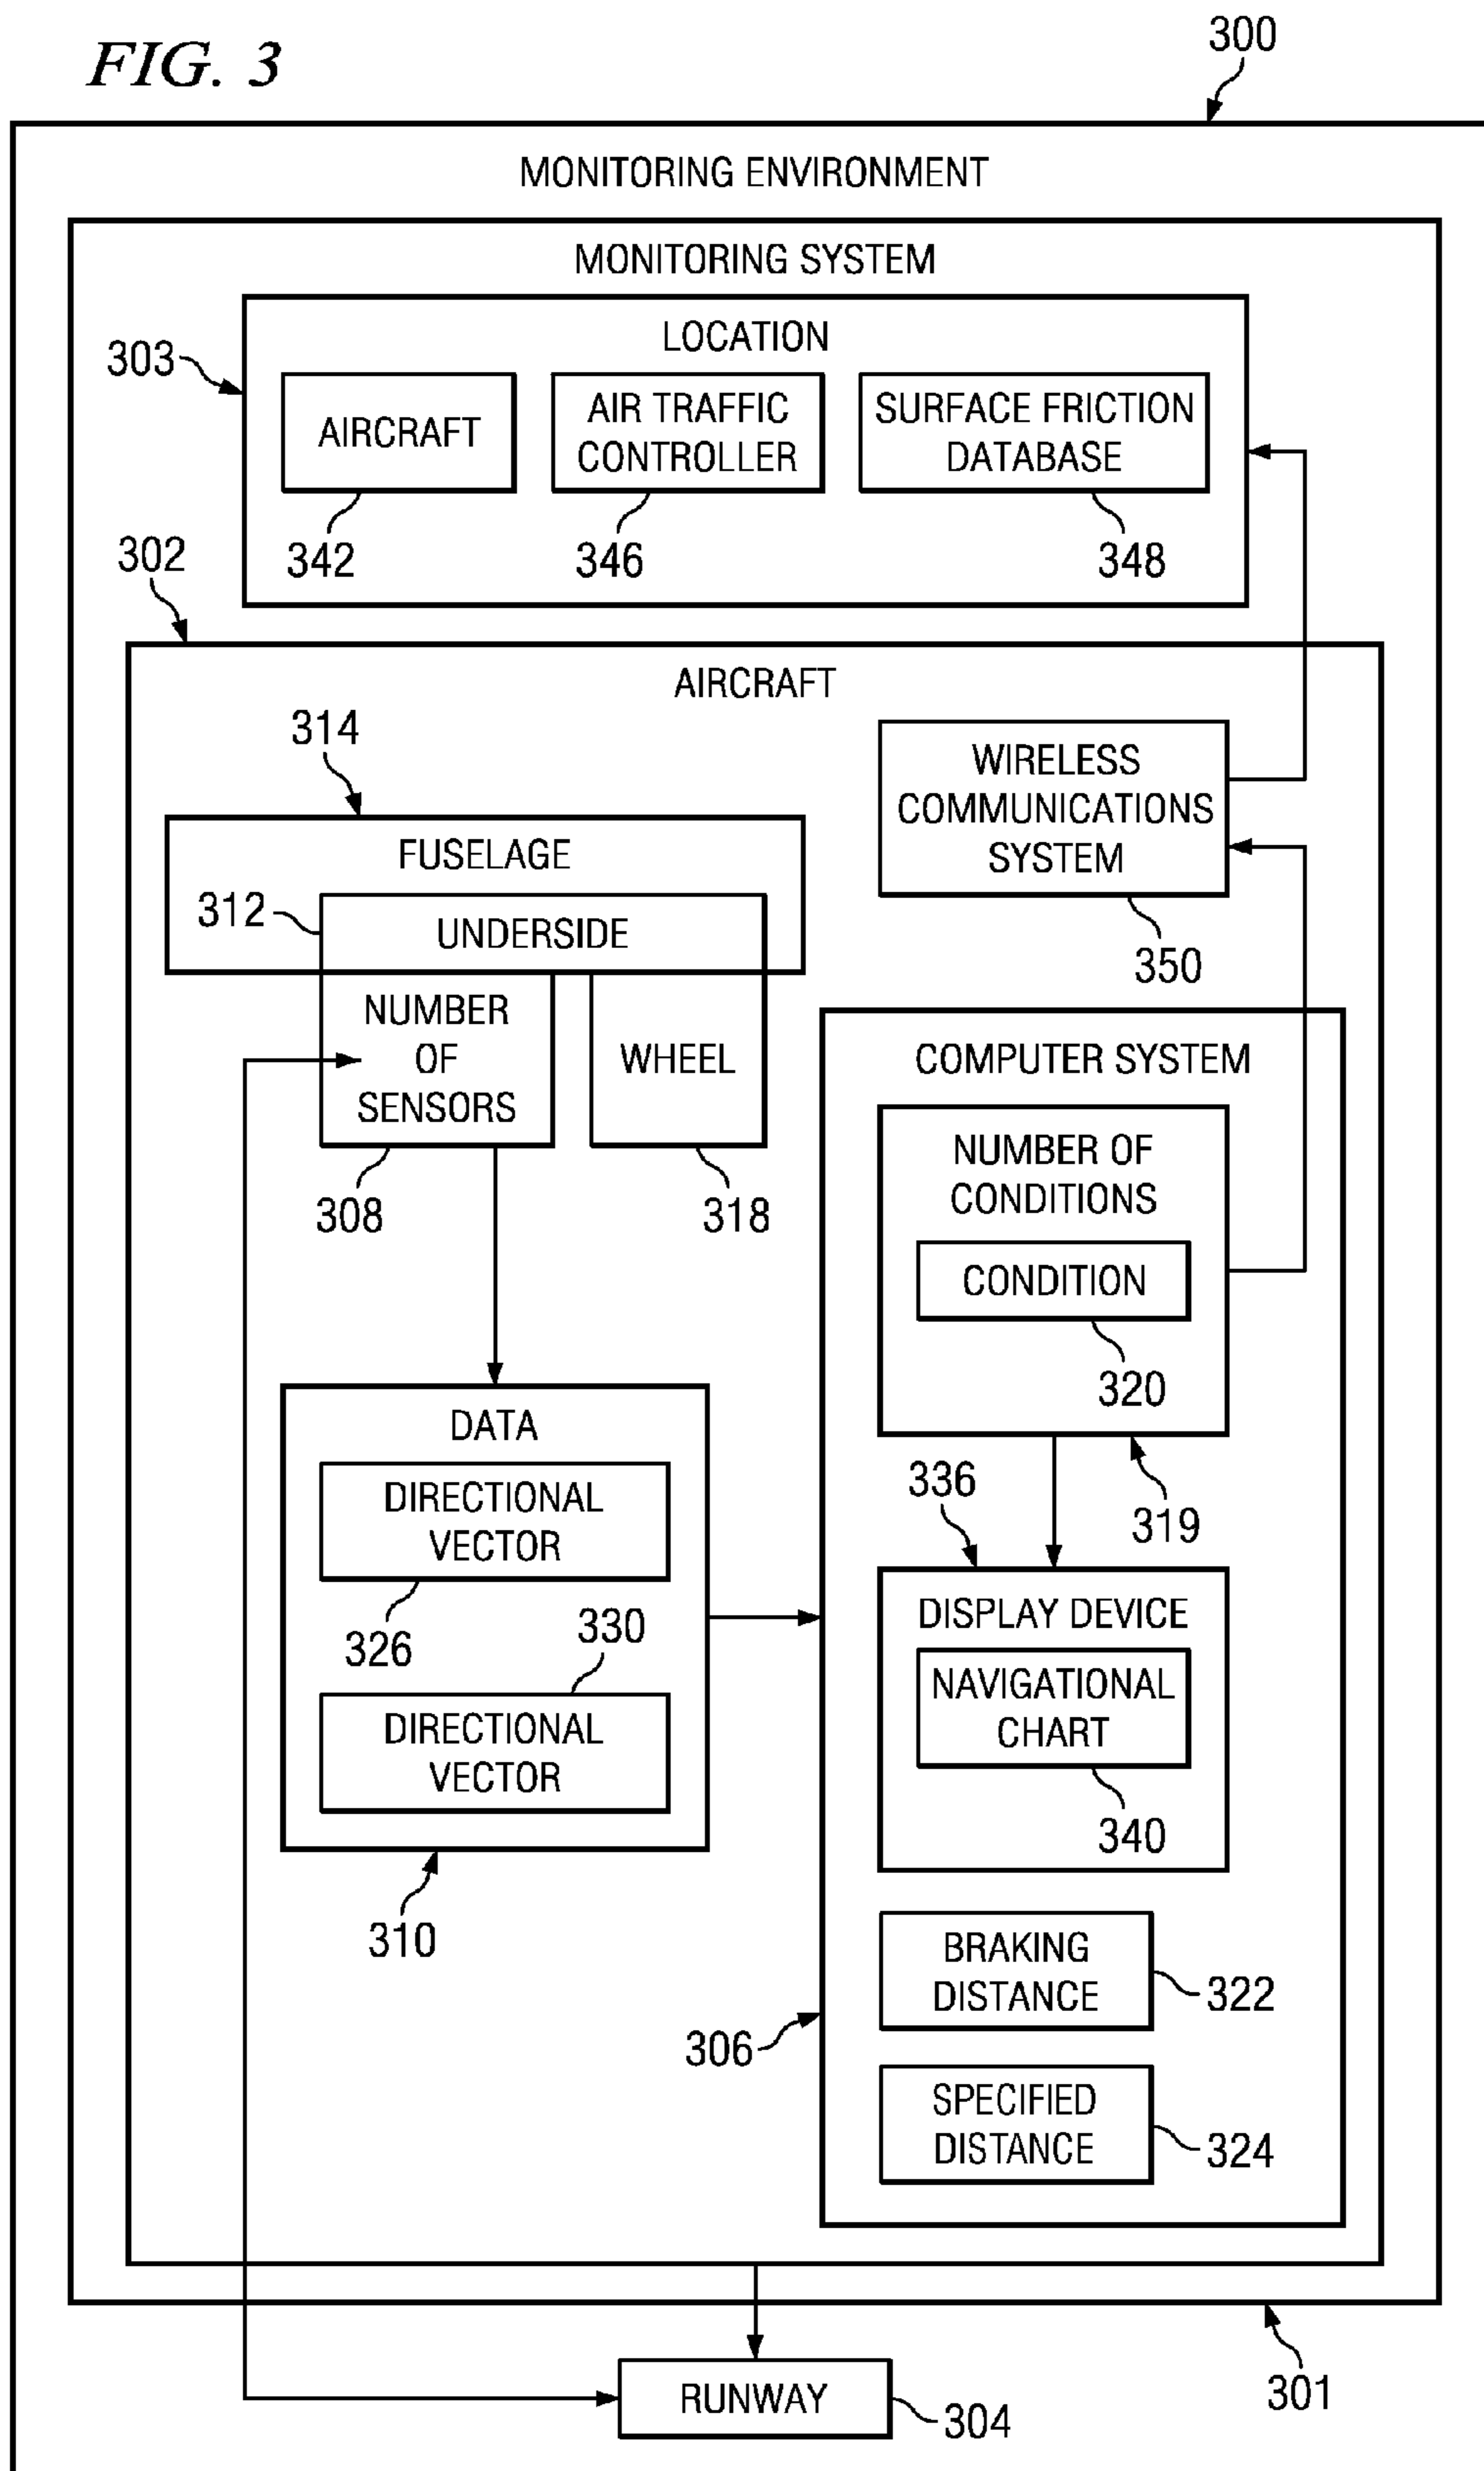 FIG. 3
300
MONITORING ENVIRONMENT
MONITORING SYSTEM
LOCATION
303
AIRCRAFT
AIR TRAFFIC
CONTROLLER
SURFACE FRICTION
DATABASE
342
346
348
302
AIRCRAFT
314
WIRELESS
COMMUNICATIONS
SYSTEM
350
FUSELAGE
312
UNDERSIDE
NUMBER
OF
SENSORS
WHEEL
308
318
COMPUTER SYSTEM
NUMBER OF
CONDITIONS
CONDITION
320
319
DATA
DIRECTIONAL
VECTOR
326
330
DIRECTIONAL
VECTOR
310
336
DISPLAY DEVICE
NAVIGATIONAL
CHART
340
BRAKING
DISTANCE
322
306
SPECIFIED
DISTANCE
324
301
RUNWAY
304